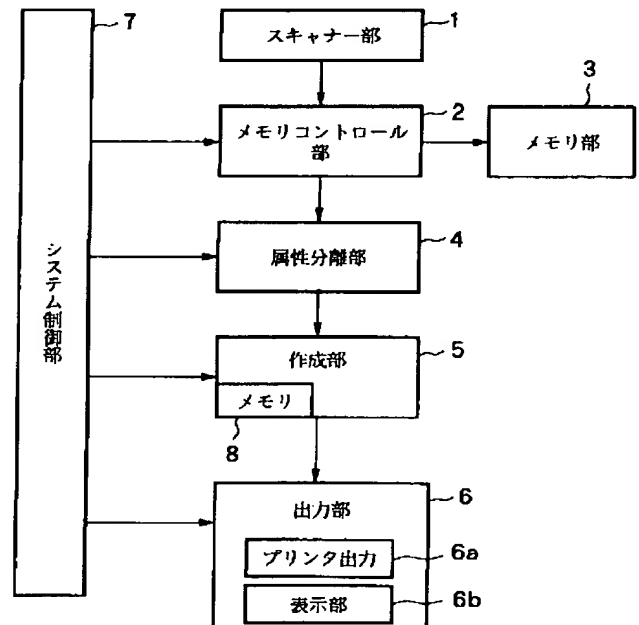 7
1
スキャナー部
3
2
メモリコントロール
部
メモリ部
4
属性分離部
システム制御部
5
作成部
メモリ
8
6
出力部
プリンタ出力
6a
表示部
6b